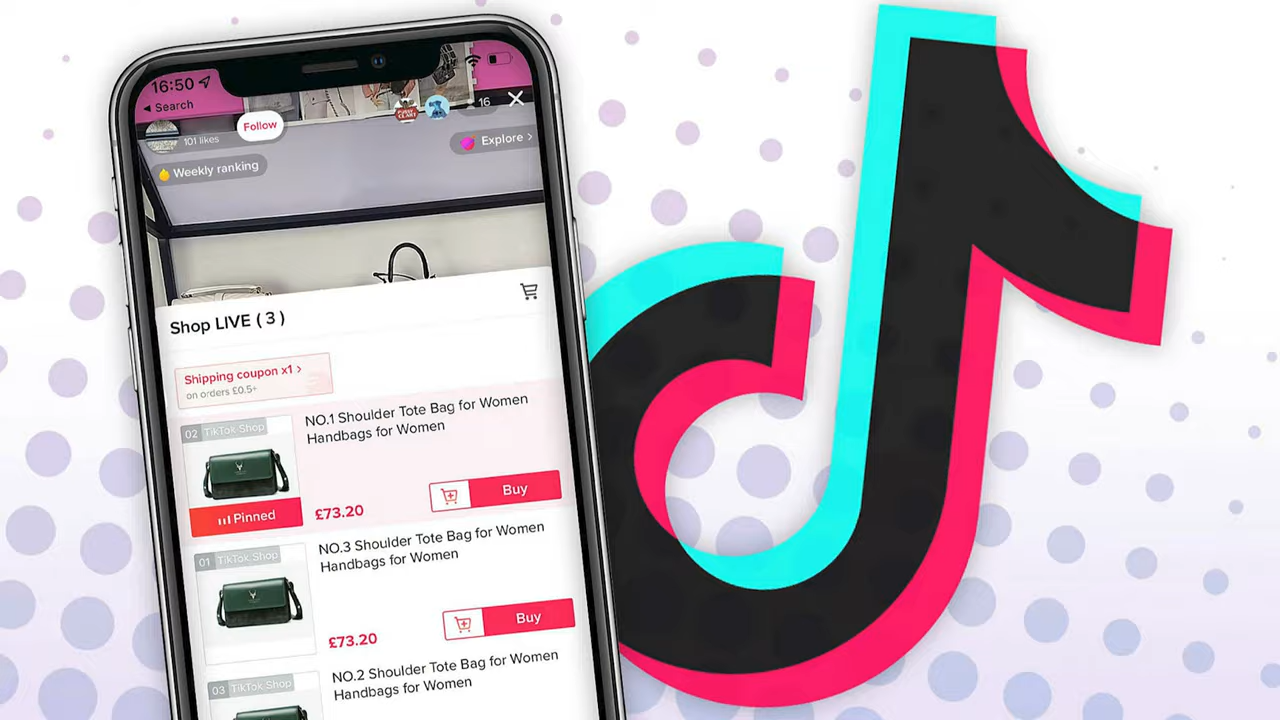 16:50
Search
16
101 likes
Follow
Explore >
Weekly ranking
Shop LIVE ( 3 )
Shipping coupon x1 >
on orders £0.5+
02 TikTok Shop
NO.1 Shoulder Tote Bag for Women
Handbags for Women
Pinned
£73.20
Buy
01 TikTok Shop
NO.3 Shoulder Tote Bag for Women
Handbags for Women
£73.20
Buy
03 TikTok Shop
NO.2 Shoulder Tote Bag for Women
Handbags for Women